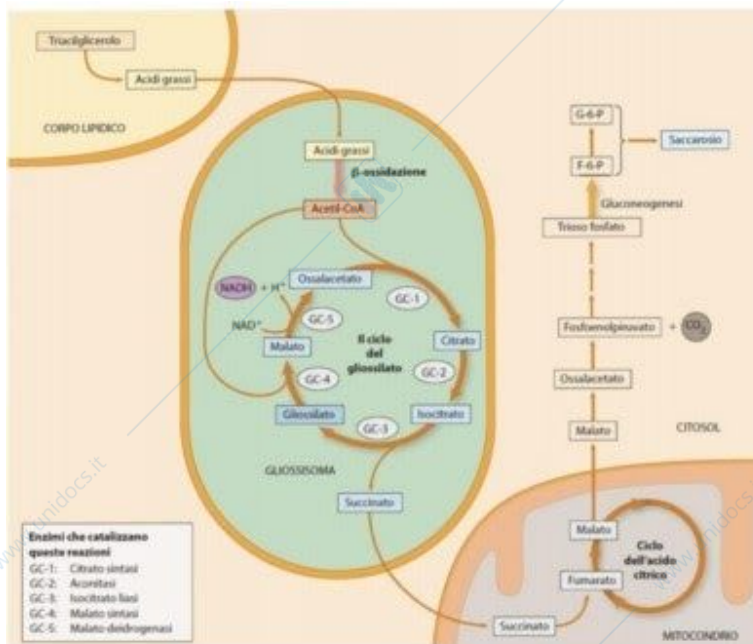 Triacilglicerolo
Acidi grassi
CORPO LIPIDICO
Acidi grassi
β-ossidazione
Acetil-CoA
NADH + H+
Ossalacetato
GC-1
NAD+
GC-5
Malato
Il ciclo
del
gliossilato
Citrato
GC-4
GC-2
Gliossilato
GC-3
Isocitrato
GLIOSSISOMA
Succinato
Enzimi che catalizzano
queste reazioni
GC-1: Citrato sintasi
GC-2: Aconitasi
GC-3: Isocitrato liasi
GC-4: Malato sintasi
GC-5: Malato-deidrogenasi
G-6-P
F-6-P
Saccarosio
Gluconeogenesi
Trioso fosfato
Fosfoenolpiruvato + CO2
Ossalacetato
Malato
CITOSOL
Malato
Fumarato
Ciclo
dell'acido
citrico
Succinato
MITOCONDRIO
www.unidocs.it